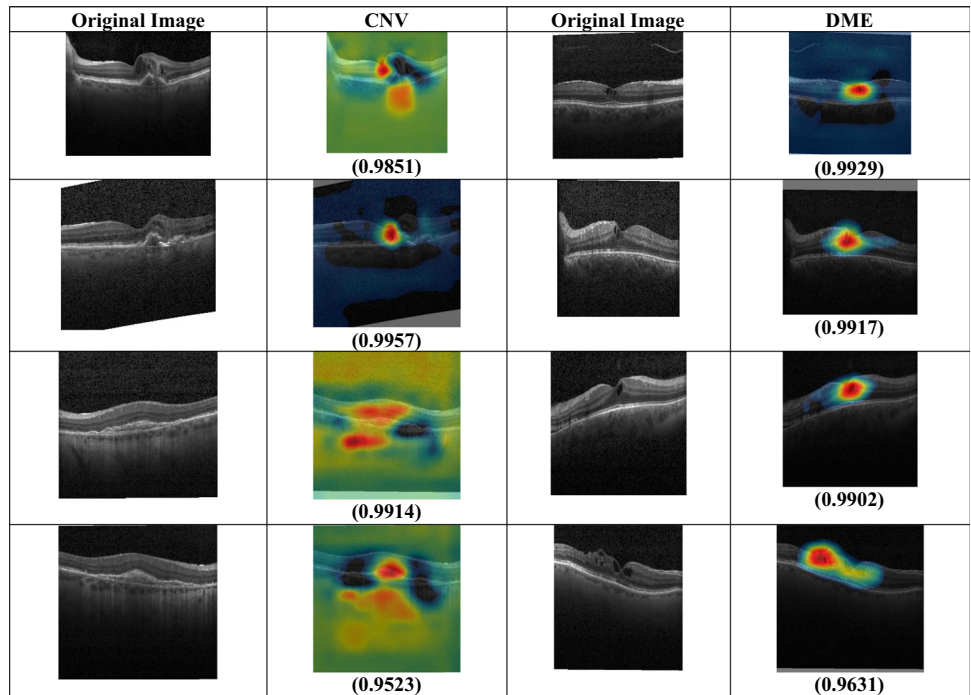 Original Image CNV Original Image DME
(0.9851) (0.9929)
(0.9957) (0.9917)
(0.9914) (0.9902)
(0.9523) (0.9631)